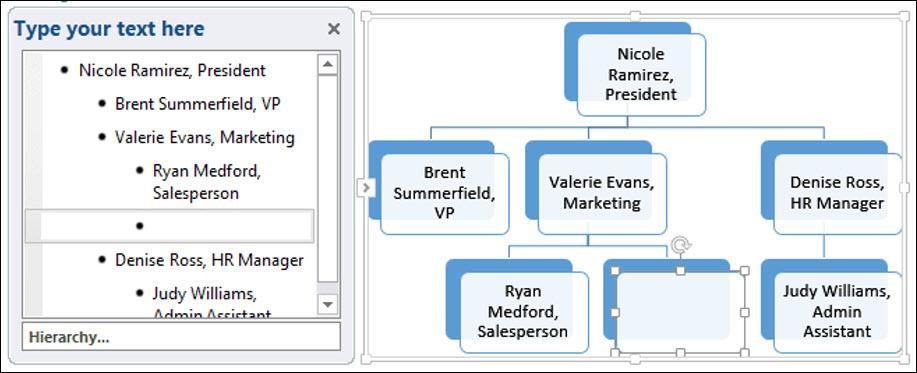 Type your text here
Nicole Ramirez, President
Brent Summerfield, VP
Valerie Evans, Marketing
Ryan Medford,
Salesperson
Denise Ross, HR Manager
Judy Williams,
Admin Assistant
Hierarchy...
Nicole
Ramirez,
President
Brent
Summerfield,
VP
Valerie Evans,
Marketing
Denise Ross,
HR Manager
Ryan
Medford,
Salesperson
Judy Williams,
Admin
Assistant